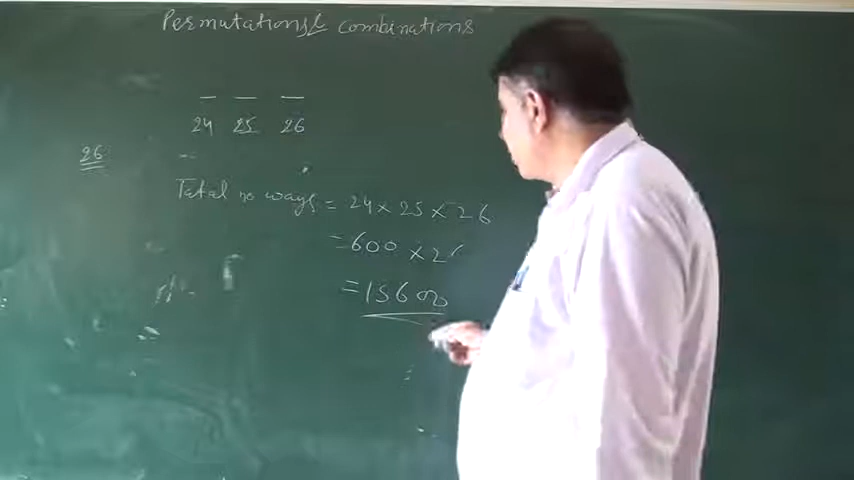 Permutations & Combinations
24 25 26
26
Total no ways = 24 × 25 × 26
= 600 × 26
= 15600